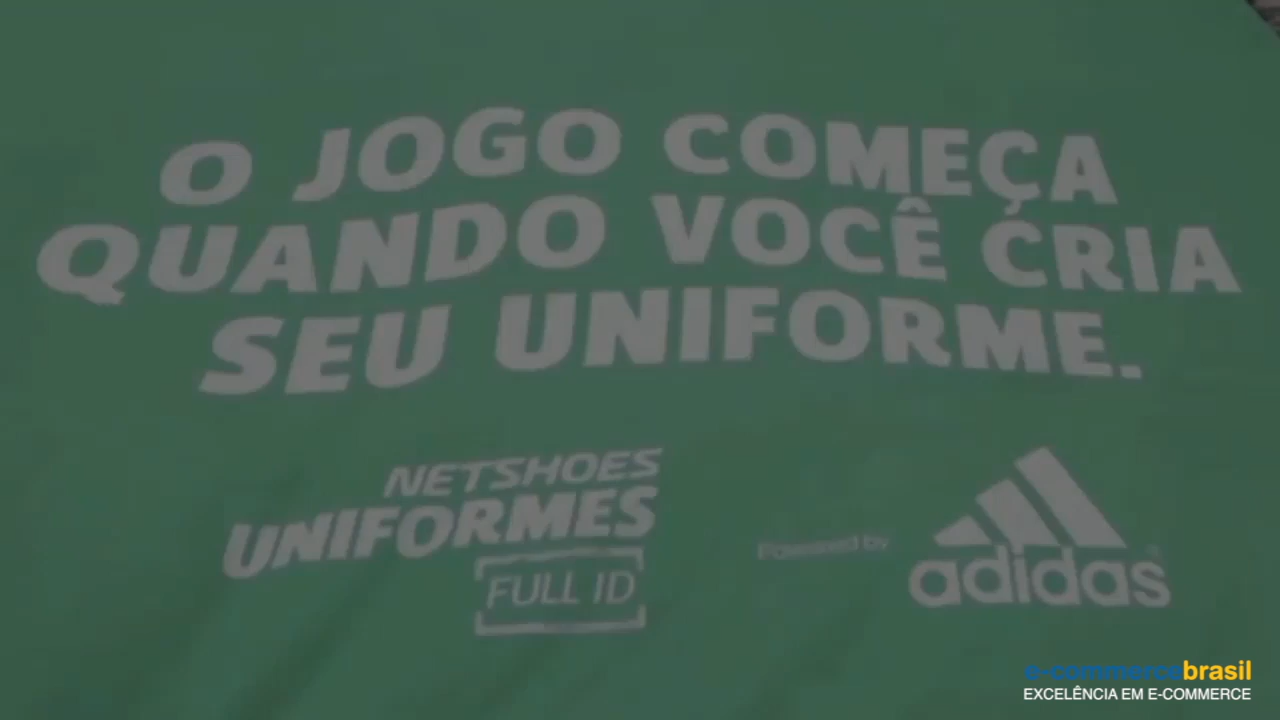 O JOGO COMEÇA
QUANDO VOCÊ CRIA
SEU UNIFORME.
NETSHOES
UNIFORMES
FULL ID
Powered by
adidas
e-commercebrasil
EXCELÊNCIA EM E-COMMERCE